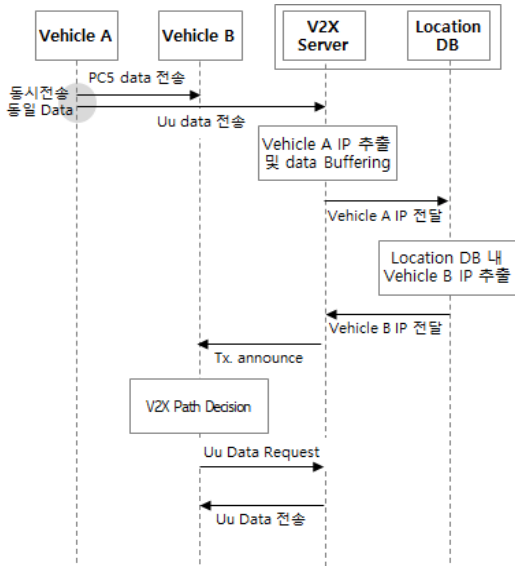 Vehicle A
Vehicle B
V2X
Server
Location
DB
PC5 data 전송
동시전송
동일 Data
Uu data 전송
Vehicle A IP 추출
및 data Buffering
Vehicle A IP 전달
Location DB 내
Vehicle B IP 추출
Vehicle B IP 전달
Tx. announce
V2X Path Decision
Uu Data Request
Uu Data 전송